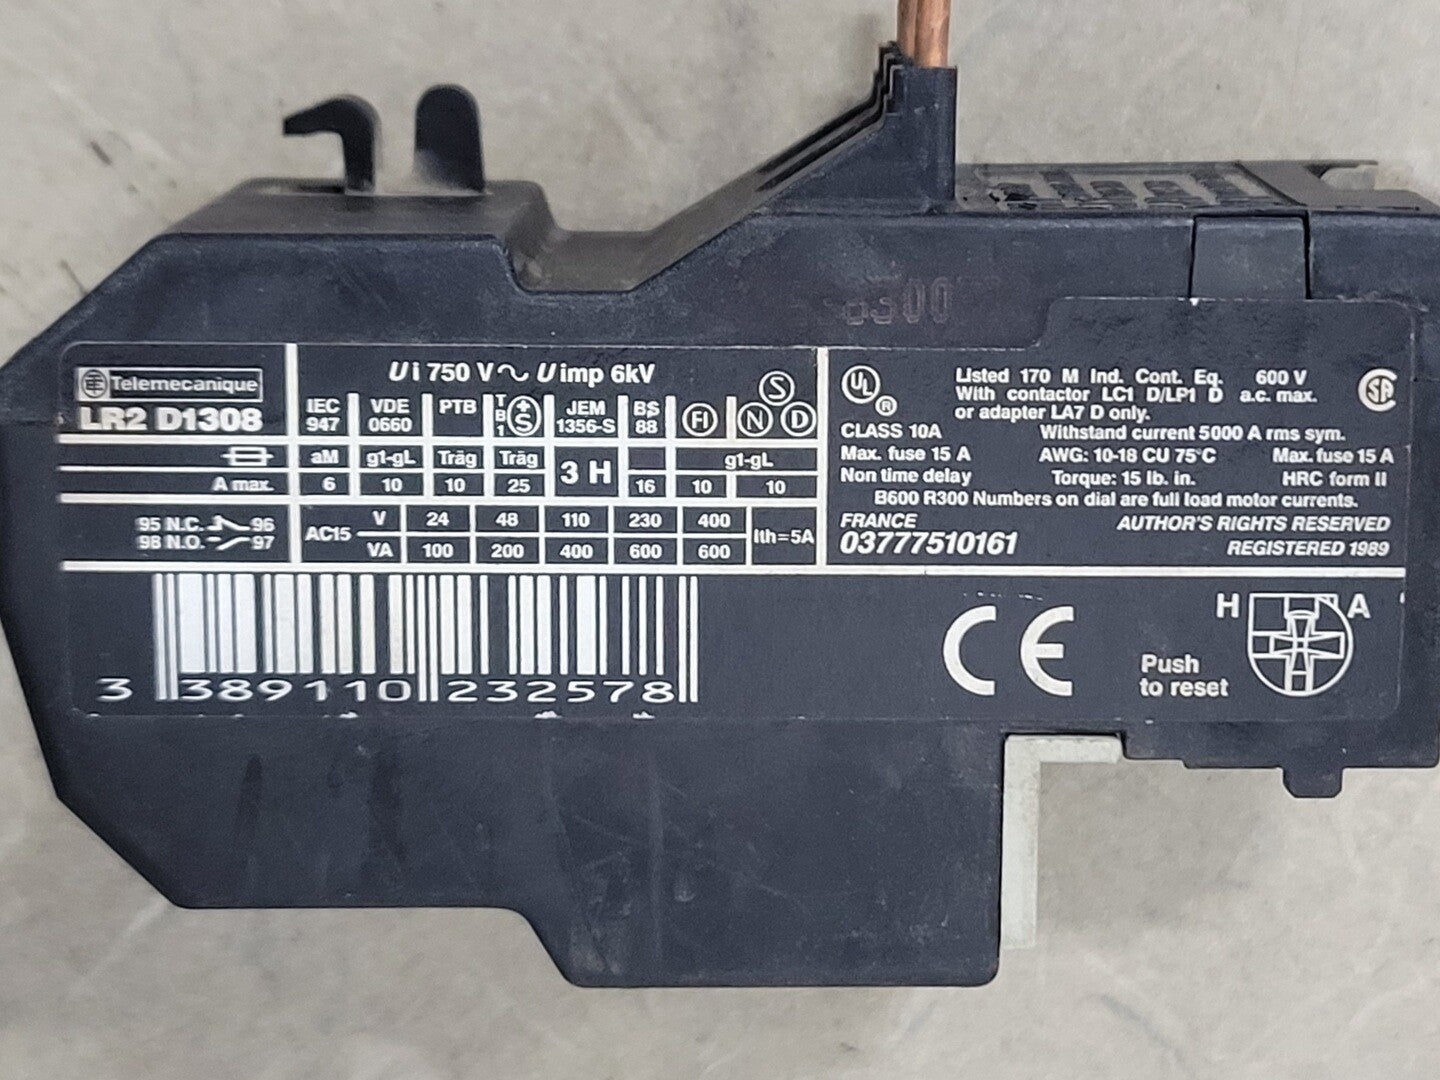 8300
Telemecanique
LR2 D1308
A max.
95 N.C. 96
98 N.O. 97
Ui 750 V~ Uimp 6kV
IEC 947 VDE 0660 PTB TB1 +S JEM 1356-S BS 88 FI S N D
aM g1-gL Träg Träg 3 H g1-gL
6 10 10 25 16 10 10
AC15 V 24 48 110 230 400 Ith=5A
VA 100 200 400 600 600
UL ® Listed 170 M Ind. Cont. Eq. 600 V
With contactor LC1 D/LP1 D a.c. max.
or adapter LA7 D only.
CLASS 10A Withstand current 5000 A rms sym.
Max. fuse 15 A AWG: 10-18 CU 75°C Max. fuse 15 A
Non time delay Torque: 15 lb. in. HRC form II
B600 R300 Numbers on dial are full load motor currents.
FRANCE AUTHOR'S RIGHTS RESERVED
03777510161 REGISTERED 1989
3 389110 232578
CE
H A
Push
to reset
H